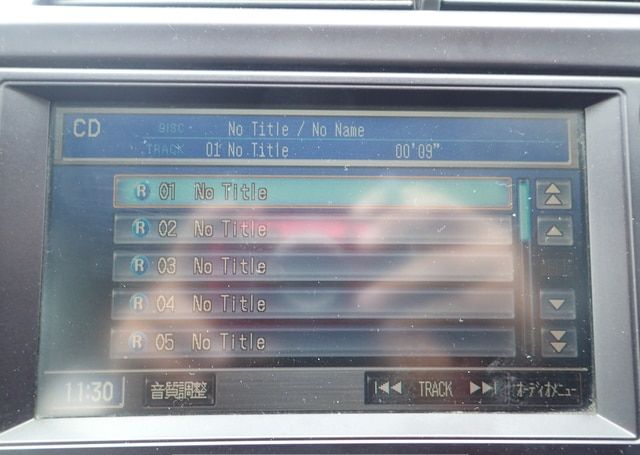 CD
DISC No Title / No Name
TRACK 01 No Title 00'09"
R 01 No Title
R 02 No Title
R 03 No Title
R 04 No Title
R 05 No Title
11:30 音質調整 TRACK オーディオメニュー